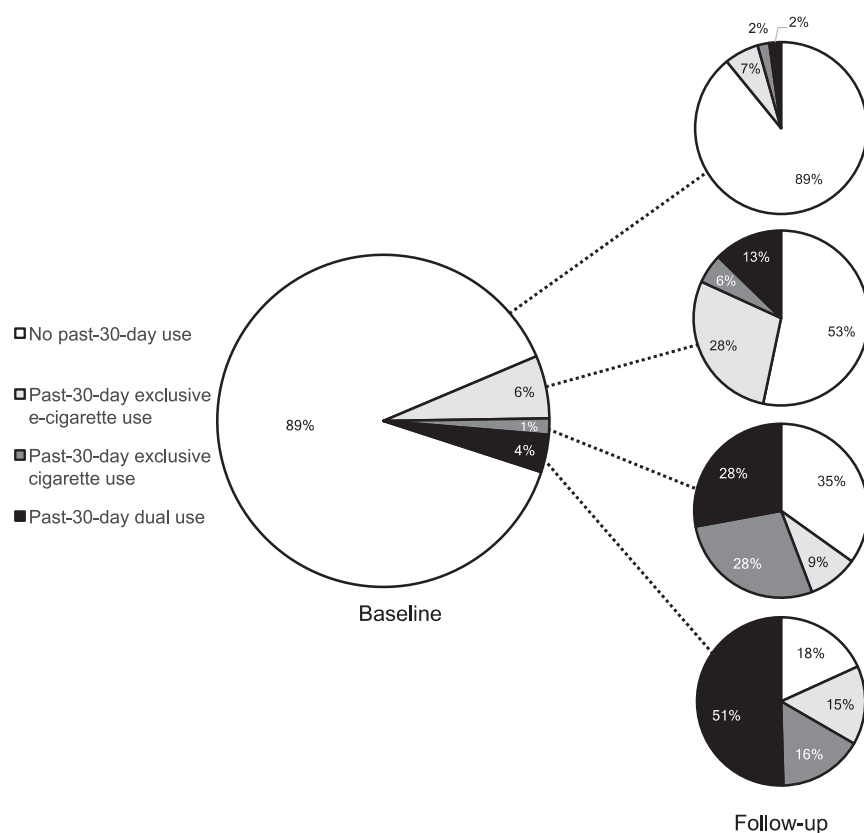 2%
2%
7%
89%
13%
6%
28%
53%
No past-30-day use
Past-30-day exclusive
e-cigarette use
Past-30-day exclusive
cigarette use
Past-30-day dual use
89%
6%
1%
4%
Baseline
28%
35%
28%
9%
18%
51%
15%
16%
Follow-up